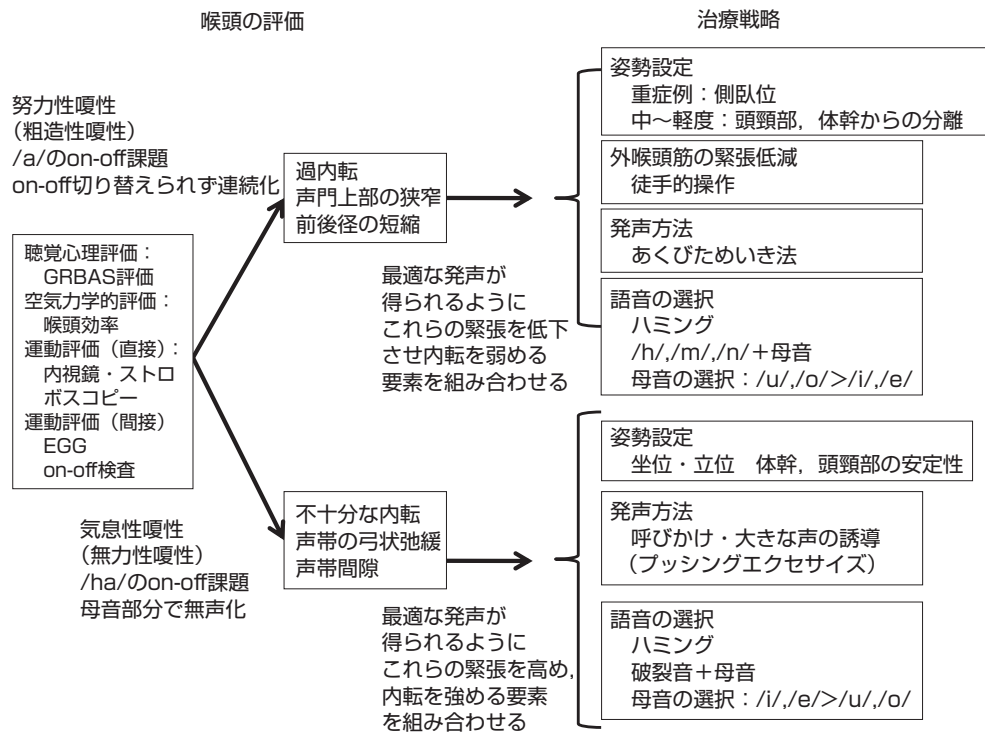 喉頭の評価
治療戦略
努力性嗄性
(粗造性嗄性)
/a/のon-off課題
on-off切り替えられず連続化
聴覚心理評価：
GRBAS評価
空気力学的評価：
喉頭効率
運動評価（直接）：
内視鏡・ストロ
ボスコピー
運動評価（間接）
EGG
on-off検査
気息性嗄性
(無力性嗄性)
/ha/のon-off課題
母音部分で無声化
過内転
声門上部の狭窄
前後径の短縮
最適な発声が
得られるように
これらの緊張を低下
させ内転を弱める
要素を組み合わせる
姿勢設定
重症例：側臥位
中〜軽度：頭頸部，体幹からの分離
外喉頭筋の緊張低減
徒手的操作
発声方法
あくびためいき法
語音の選択
ハミング
/h/,/m/,/n/＋母音
母音の選択：/u/,/o/＞/i/,/e/
不十分な内転
声帯の弓状弛緩
声帯間隙
最適な発声が
得られるように
これらの緊張を高め,
内転を強める要素
を組み合わせる
姿勢設定
坐位・立位　体幹，頭頸部の安定性
発声方法
呼びかけ・大きな声の誘導
（プッシングエクセサイズ）
語音の選択
ハミング
破裂音＋母音
母音の選択：/i/,/e/＞/u/,/o/